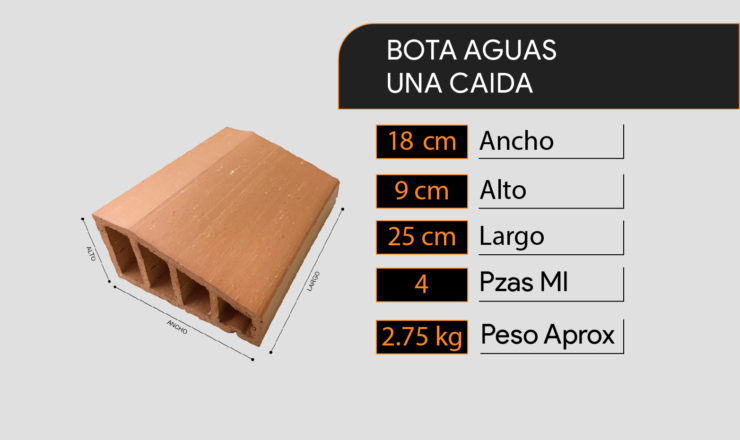 BOTA AGUAS
UNA CAIDA
18 cm Ancho
9 cm Alto
25 cm Largo
4 Pzas Ml
2.75 kg Peso Aprox
ALTO
ANCHO
LARGO